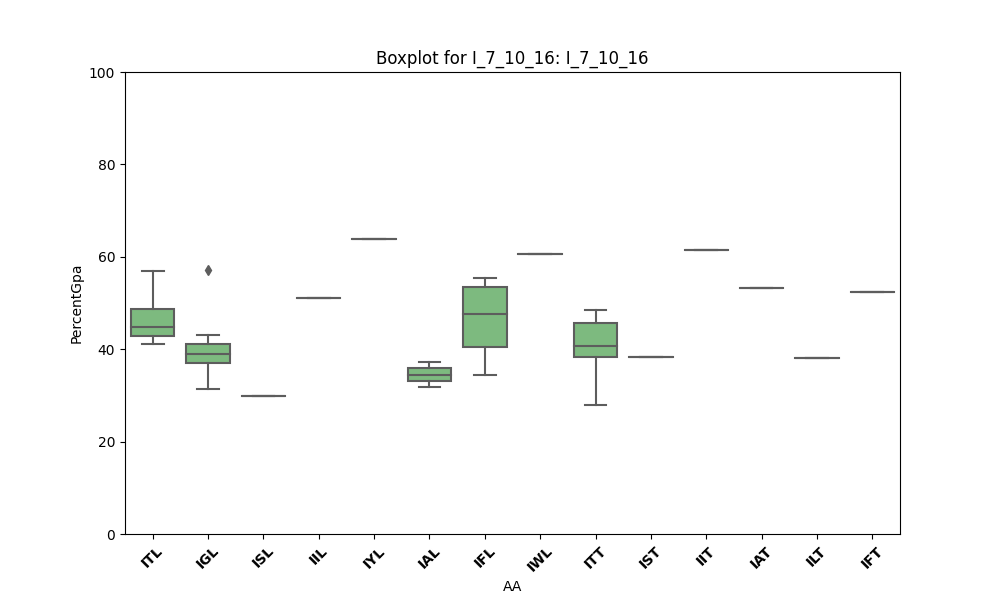 Boxplot for I_7_10_16: I_7_10_16
100
80
60
40
20
0
PercentGpa
ITL
IGL
ISL
IIL
IYL
IAL
IFL
IWL
ITT
IST
IIT
IAT
ILT
IFT
AA